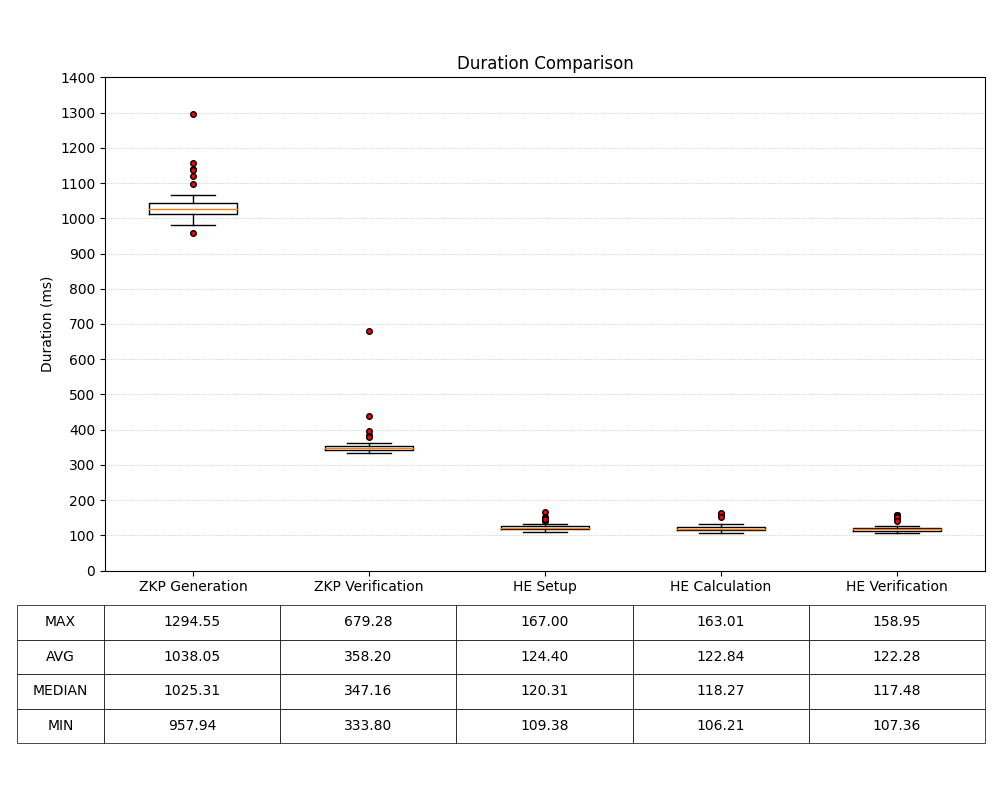 Duration Comparison
1400
1300
1200
1100
1000
900
800
700
600
500
400
300
200
100
0
Duration (ms)
ZKP Generation ZKP Verification HE Setup HE Calculation HE Verification
MAX 1294.55 679.28 167.00 163.01 158.95
AVG 1038.05 358.20 124.40 122.84 122.28
MEDIAN 1025.31 347.16 120.31 118.27 117.48
MIN 957.94 333.80 109.38 106.21 107.36